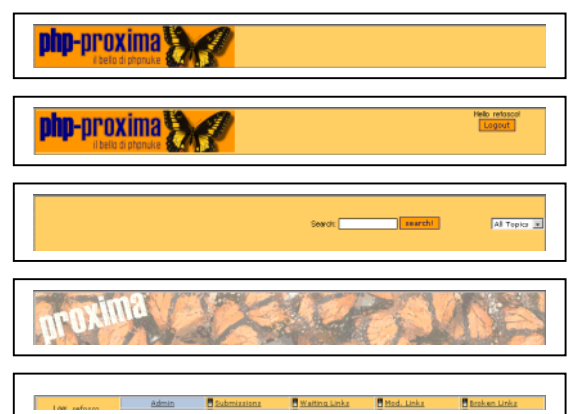 php-proxima
il bello di phpnuke
php-proxima
il bello di phpnuke
Hello refosco!
Logout
Search:
search!
All Topics
proxima
Admin
Submissions
Waiting Links
Mod. Links
Broken Links
refosco